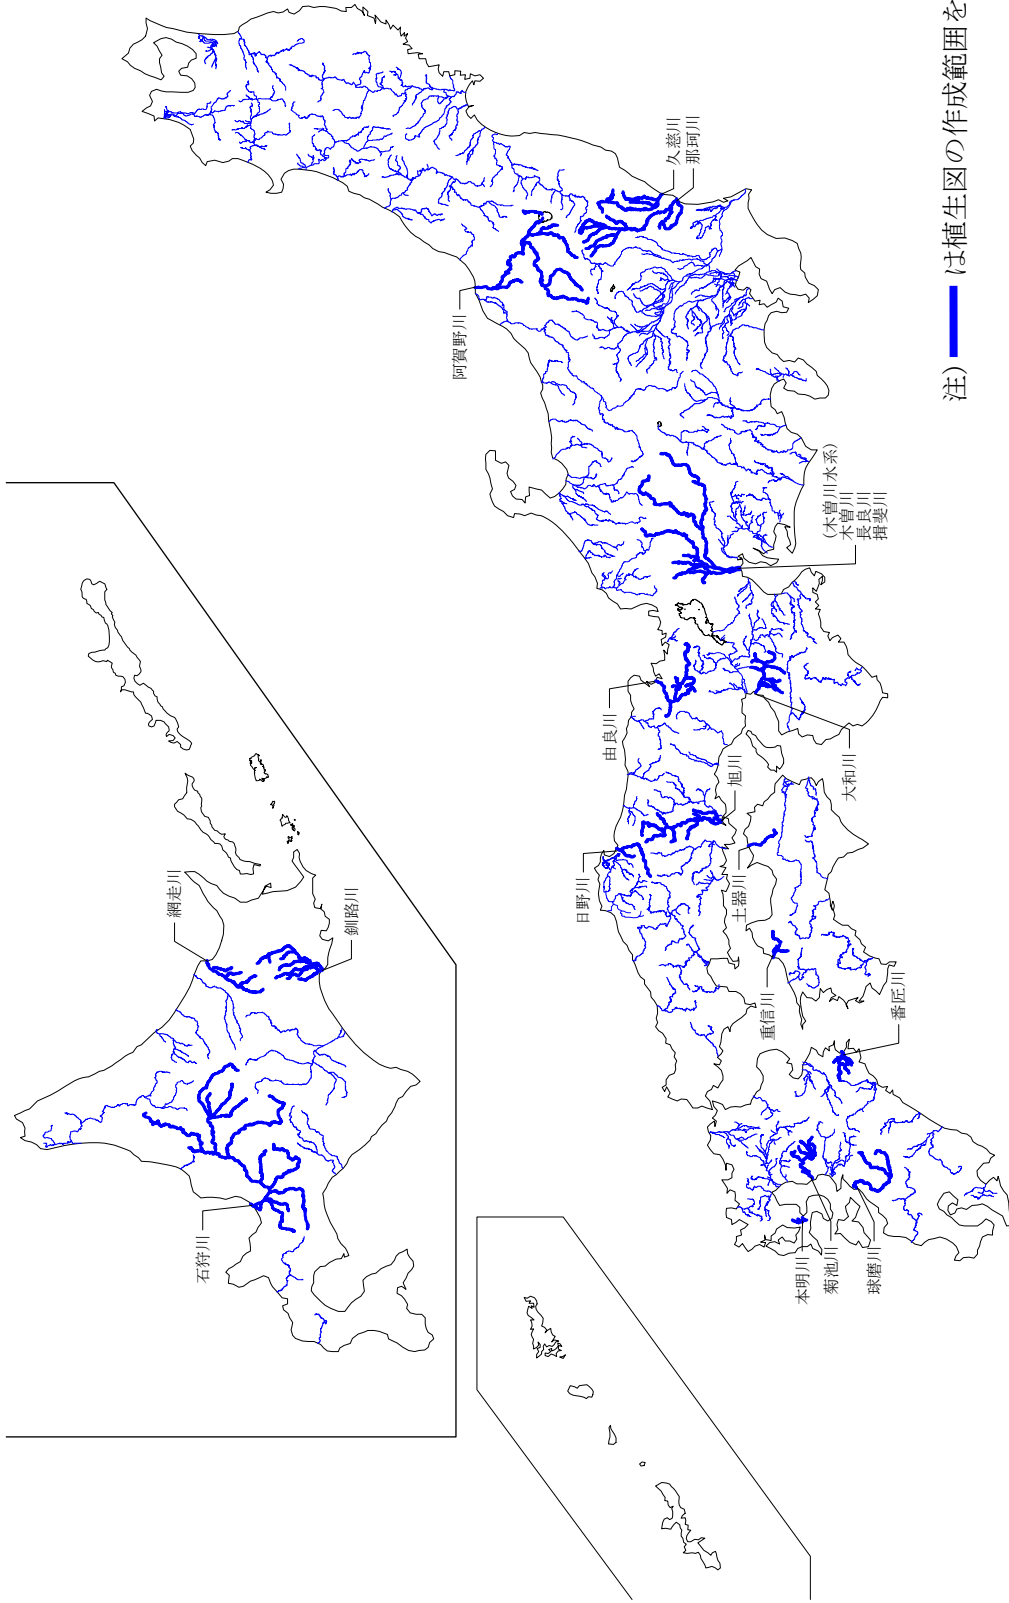 網走川
釧路川
石狩川
久慈川
那珂川
阿賀野川
(木曽川水系)
木曽川
長良川
揖斐川
由良川
大和川
旭川
日野川
土器川
重信川
番匠川
本明川
菊池川
球磨川
注) は植生図の作成範囲を